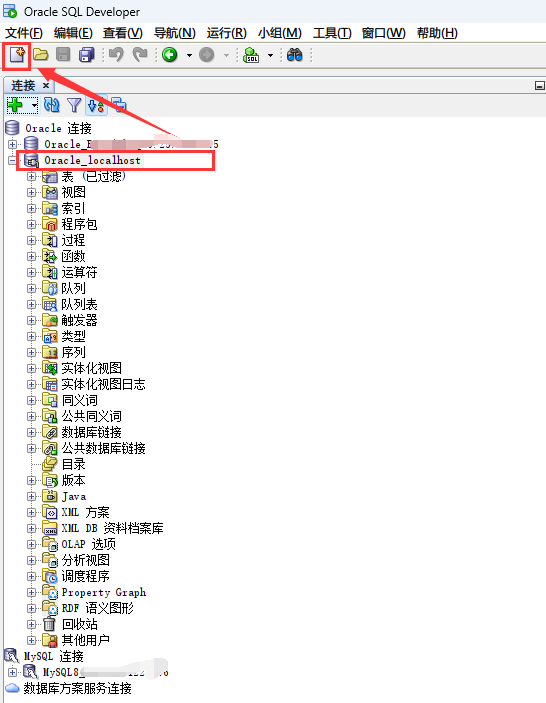 Oracle SQL Developer
文件(F) 编辑(E) 查看(V) 导航(N) 运行(R) 小组(M) 工具(T) 窗口(W) 帮助(H)
SQL
连接
Oracle 连接
Oracle_
Oracle_localhost
表 (已过滤)
视图
索引
程序包
过程
函数
运算符
队列
队列表
触发器
类型
序列
实体化视图
实体化视图日志
同义词
公共同义词
数据库链接
公共数据库链接
目录
版本
Java
XML 方案
XML DB 资料档案库
OLAP 选项
分析视图
调度程序
Property Graph
RDF 语义图形
回收站
其他用户
MySQL 连接
MySQL8_
数据库方案服务连接